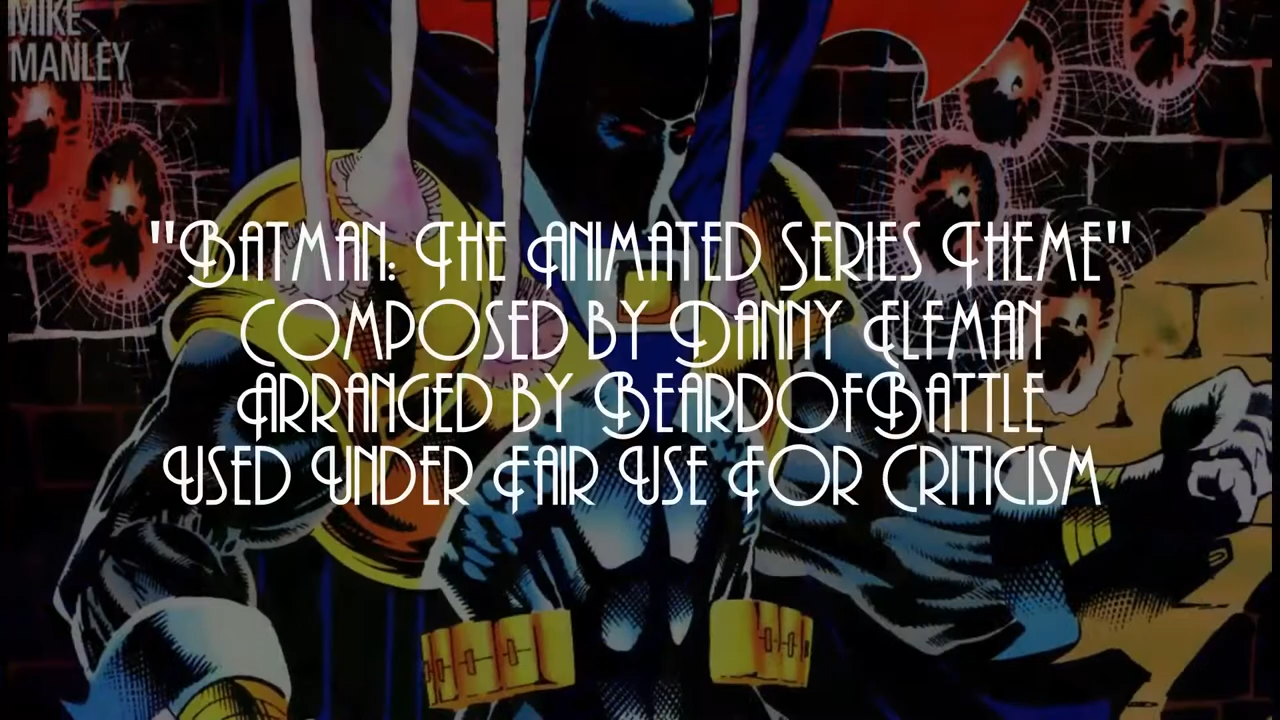 MIKE
MANLEY
"Batman: The Animated Series Theme"
Composed by Danny Elfman
Arranged by BeardofBattle
Used Under Fair Use For Criticism